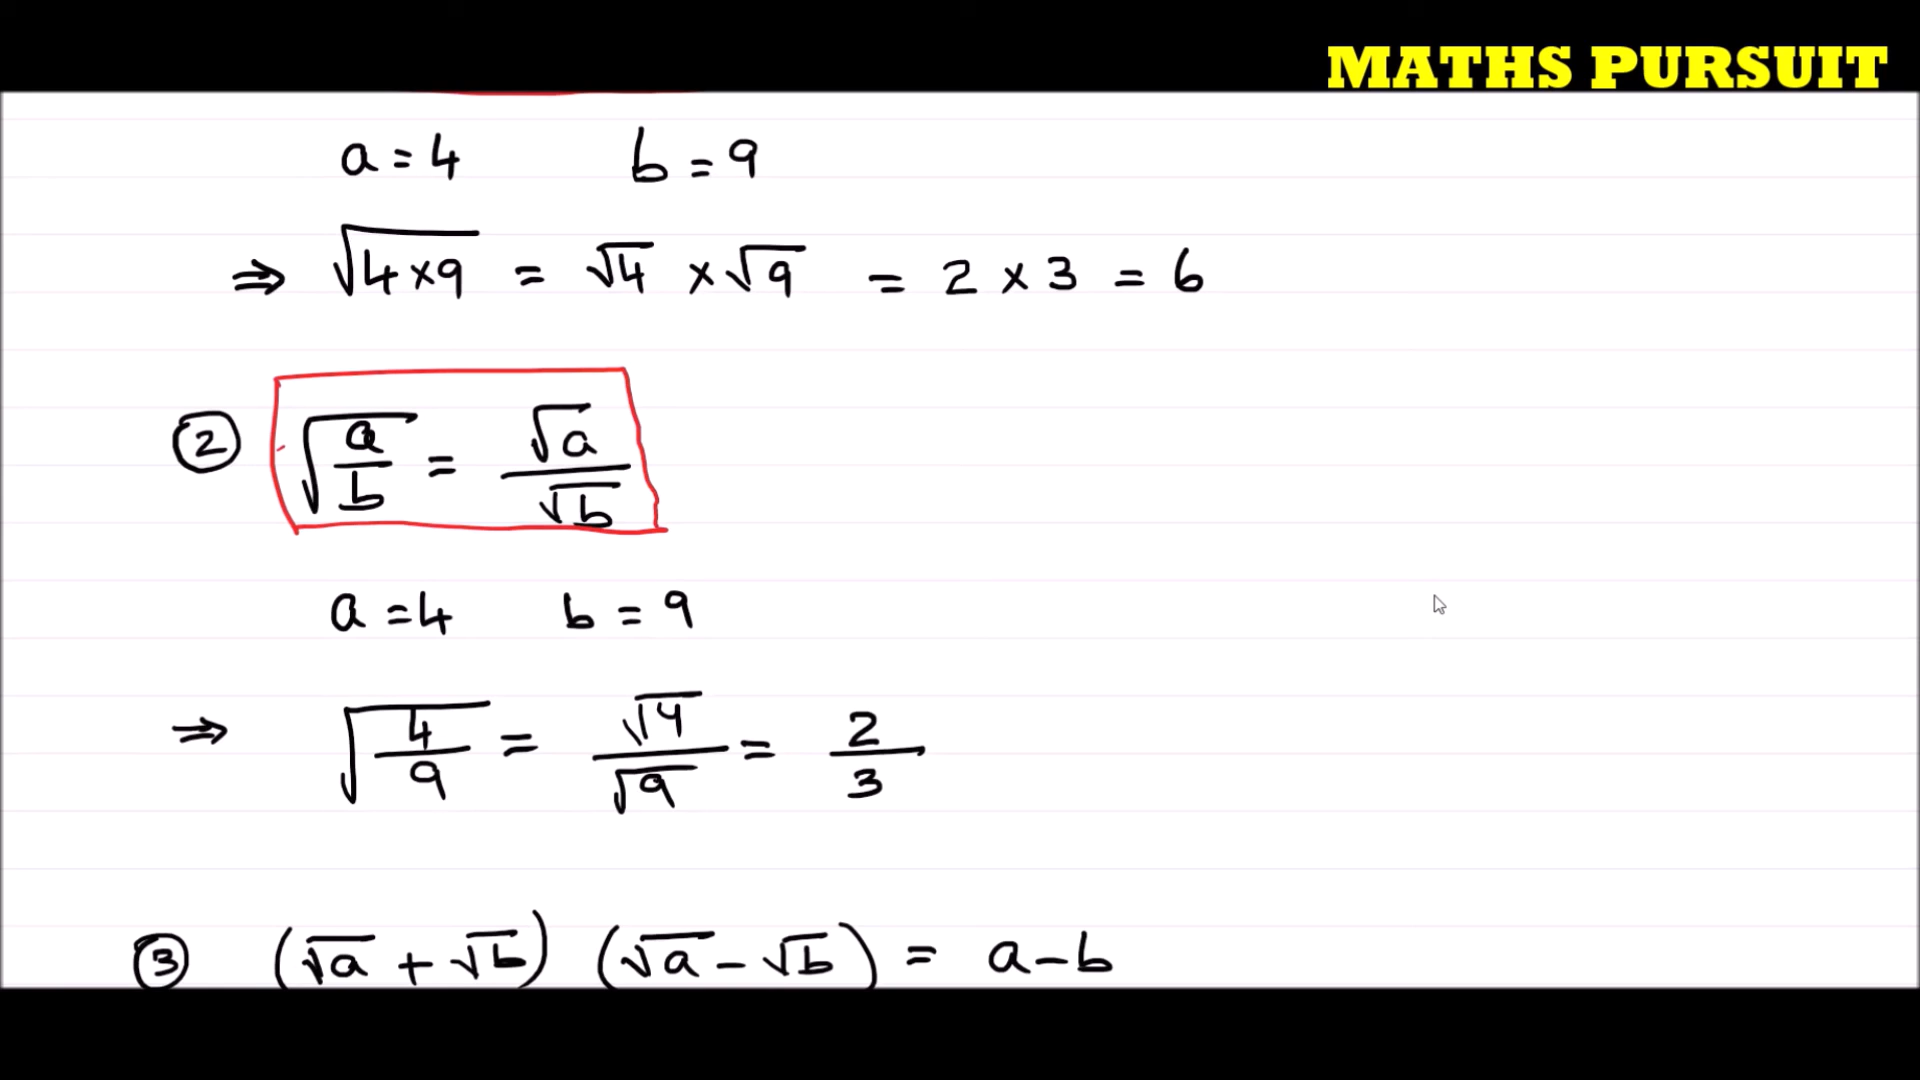 MATHS PURSUIT
a = 4 b = 9
⇒ √(4×9) = √4 × √9 = 2 × 3 = 6
② √(a/b) = √a/√b
a = 4 b = 9
⇒ √(4/9) = √4/√9 = 2/3
③ (√a + √b) (√a − √b) = a − b